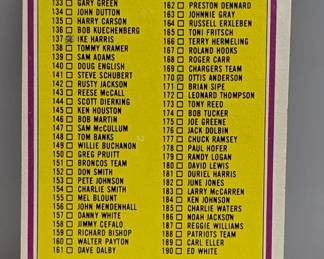 133 GARY GREEN
134 JOHN DUTTON
135 HARRY CARSON
136 BOB KUECHENBERG
137 IKE HARRIS
138 TOMMY KRAMER
139 SAM ADAMS
140 DOUG ENGLISH
141 STEVE SCHUBERT
142 RUSTY JACKSON
143 REESE McCALL
144 SCOTT DIERKING
145 KEN HOUSTON
146 BOB MARTIN
147 SAM McCULLUM
148 TOM BANKS
149 WILLIE BUCHANON
150 GREG PRUITT
151 BRONCOS TEAM
152 DON SMITH
153 PETE JOHNSON
154 CHARLIE SMITH
155 MEL BLOUNT
156 JOHN MENDENHALL
157 DANNY WHITE
158 JIMMY CEFALO
159 RICHARD BISHOP
160 WALTER PAYTON
161 DAVE DALBY
162 PRESTON DENNARD
163 JOHNNIE GRAY
164 RUSSELL ERXLEBEN
165 TONI FRITSCH
166 TERRY HERMELING
167 ROLAND HOOKS
168 ROGER CARR
169 CHARGERS TEAM
170 OTTIS ANDERSON
171 BRIAN SIPE
172 LEONARD THOMPSON
173 TONY REED
174 BOB TUCKER
175 JOE GREENE
176 JACK DOLBIN
177 CHUCK RAMSEY
178 PAUL HOFER
179 RANDY LOGAN
180 DAVID LEWIS
181 DURIEL HARRIS
182 JUNE JONES
183 LARRY McCARREN
184 KEN JOHNSON
185 CHARLIE WATERS
186 NOAH JACKSON
187 REGGIE WILLIAMS
188 PATRIOTS TEAM
189 CARL ELLER
190 ED WHITE